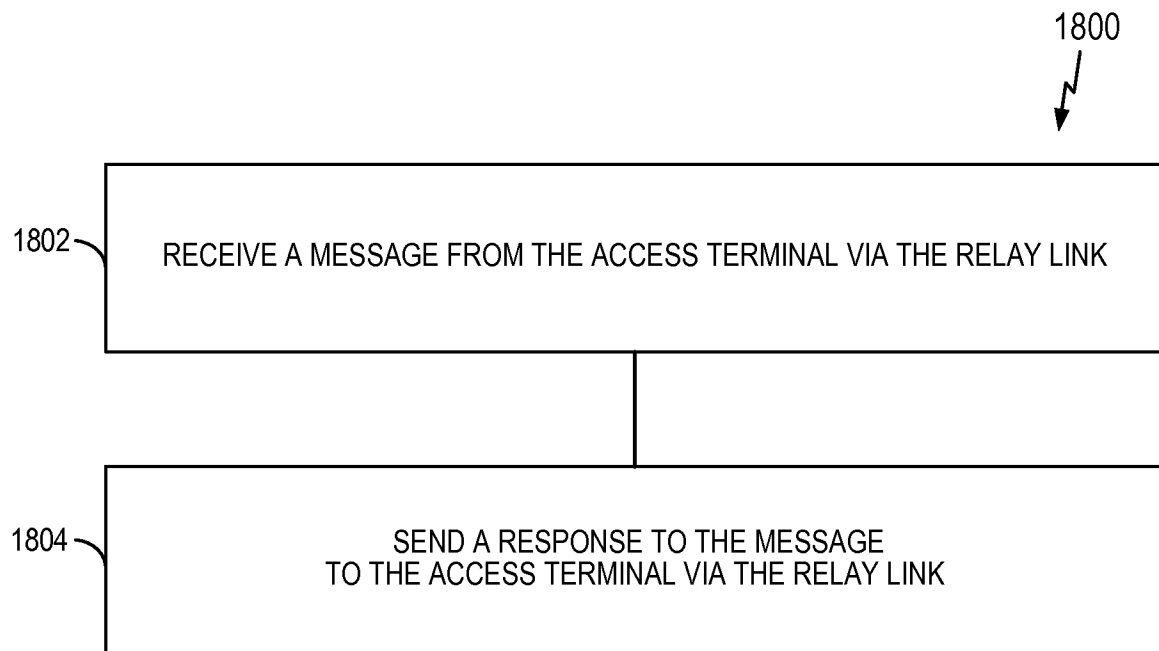 1800
1802
RECEIVE A MESSAGE FROM THE ACCESS TERMINAL VIA THE RELAY LINK
1804
SEND A RESPONSE TO THE MESSAGE
TO THE ACCESS TERMINAL VIA THE RELAY LINK